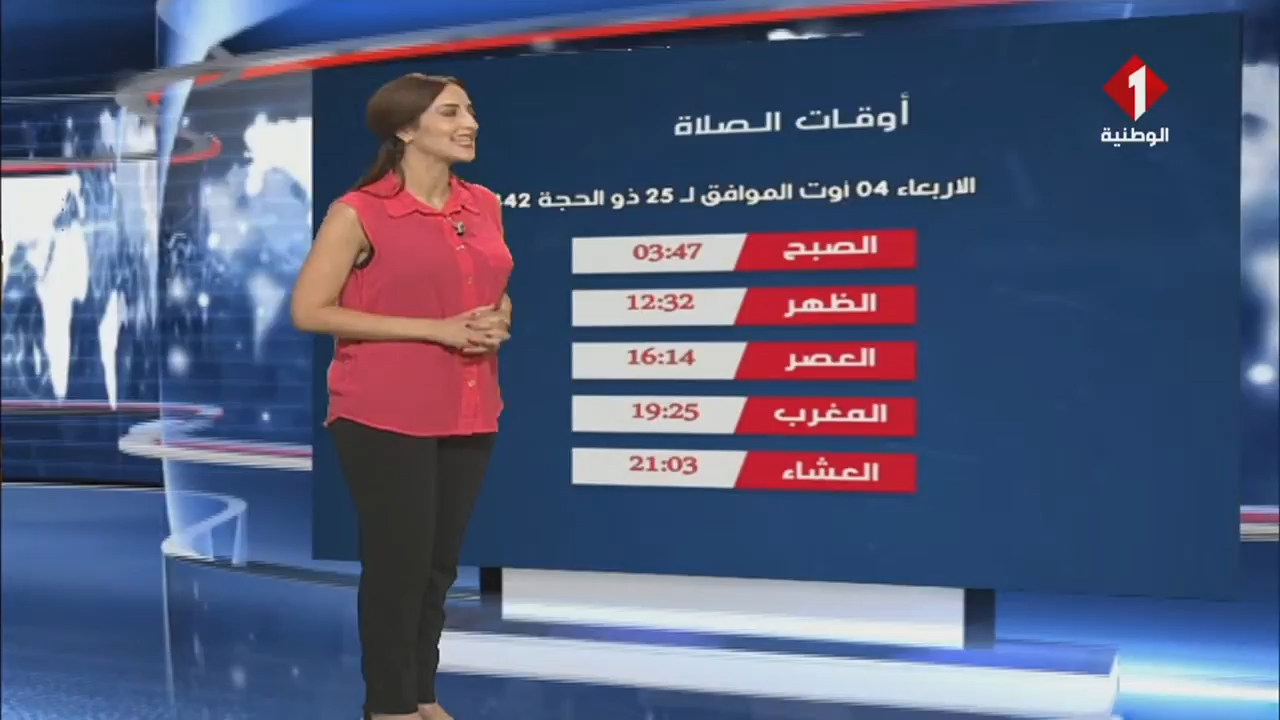 1
الوطنية
أوقات الصلاة
الاربعاء 04 أوت الموافق لـ 25 ذو الحجة
الصبح 03:47
الظهر 12:32
العصر 16:14
المغرب 19:25
العشاء 21:03